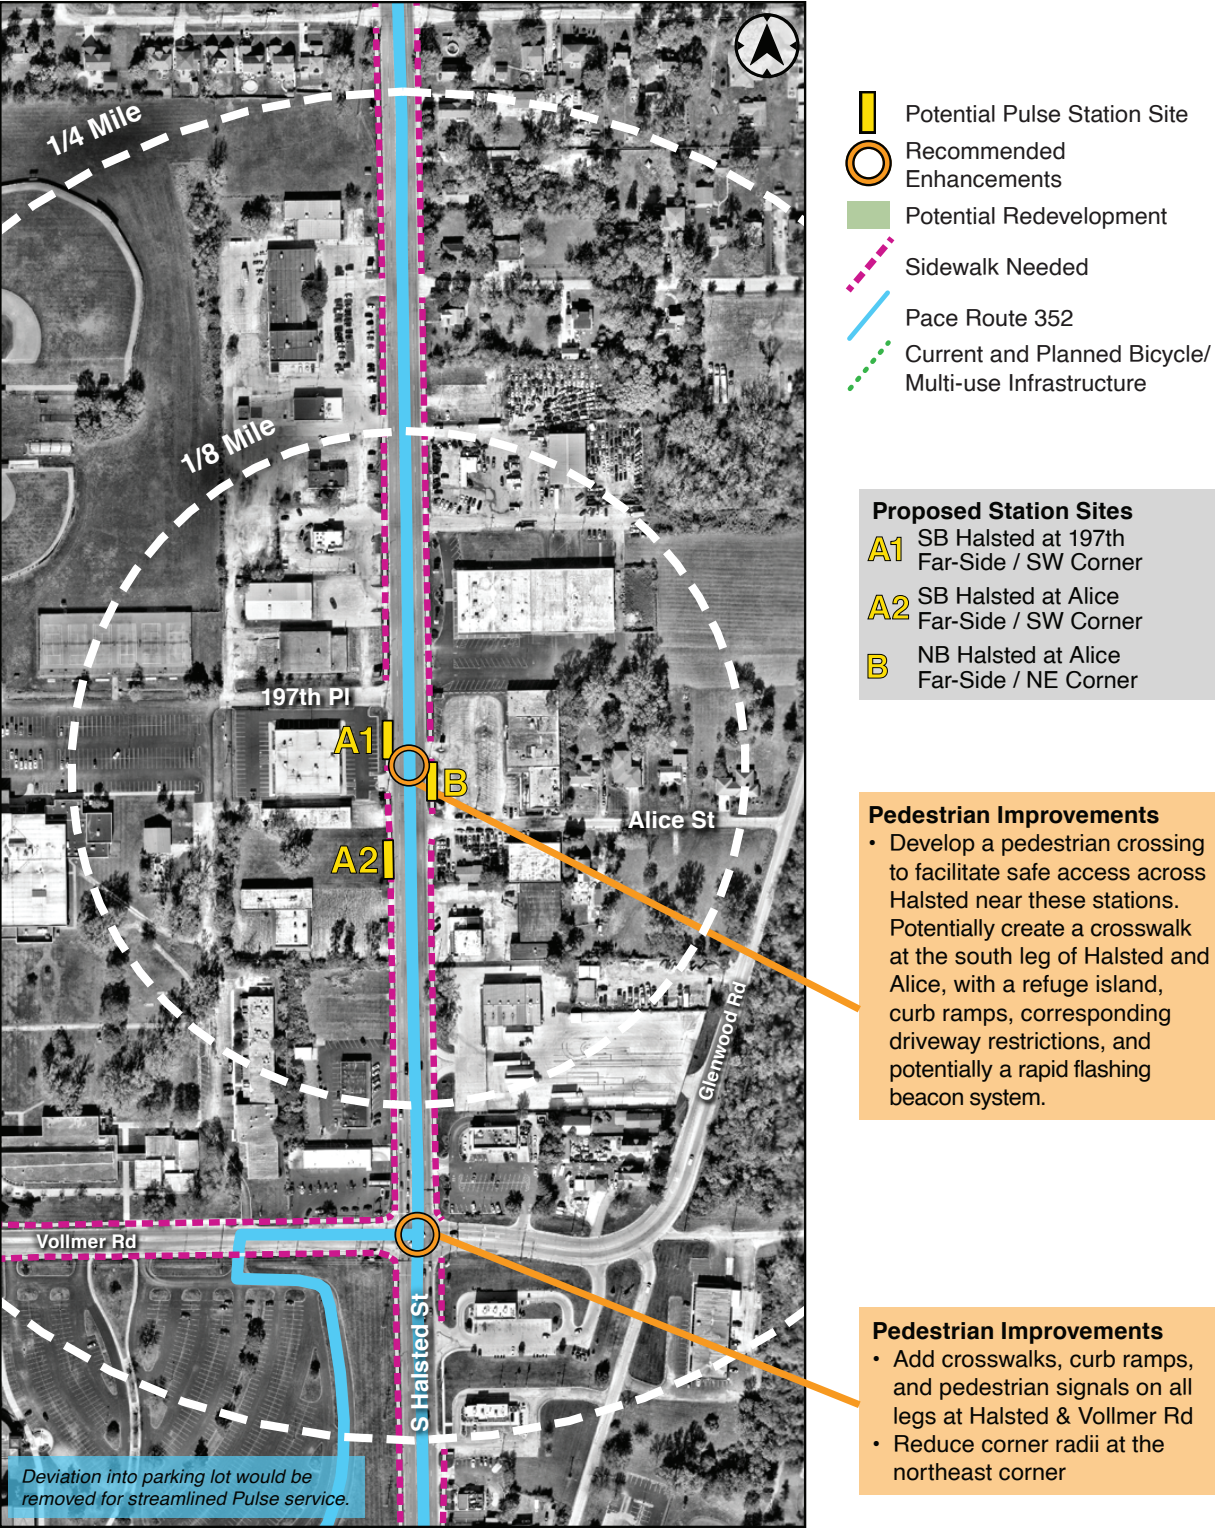 1/4 Mile
1/8 Mile
197th Pl
A1
B
Alice St
A2
Glenwood Rd
Vollmer Rd
S Halsted St
Deviation into parking lot would be
removed for streamlined Pulse service.
Potential Pulse Station Site
Recommended
Enhancements
Potential Redevelopment
Sidewalk Needed
Pace Route 352
Current and Planned Bicycle/
Multi-use Infrastructure
Proposed Station Sites
A1 SB Halsted at 197th
Far-Side / SW Corner
A2 SB Halsted at Alice
Far-Side / SW Corner
B NB Halsted at Alice
Far-Side / NE Corner
Pedestrian Improvements
• Develop a pedestrian crossing
to facilitate safe access across
Halsted near these stations.
Potentially create a crosswalk
at the south leg of Halsted and
Alice, with a refuge island,
curb ramps, corresponding
driveway restrictions, and
potentially a rapid flashing
beacon system.
Pedestrian Improvements
• Add crosswalks, curb ramps,
and pedestrian signals on all
legs at Halsted & Vollmer Rd
• Reduce corner radii at the
northeast corner